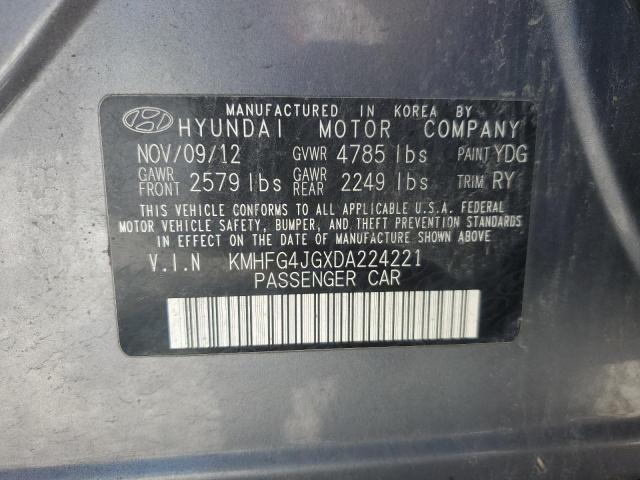 MANUFACTURED IN KOREA BY
HYUNDAI MOTOR COMPANY
NOV/09/12 GVWR 4785 lbs PAINT YDG
GAWR FRONT 2579 lbs GAWR REAR 2249 lbs TRIM RY
THIS VEHICLE CONFORMS TO ALL APPLICABLE U.S.A. FEDERAL
MOTOR VEHICLE SAFETY, BUMPER, AND THEFT PREVENTION STANDARDS
IN EFFECT ON THE DATE OF MANUFACTURE SHOWN ABOVE
V.I.N KMHFG4JGXDA224221
PASSENGER CAR